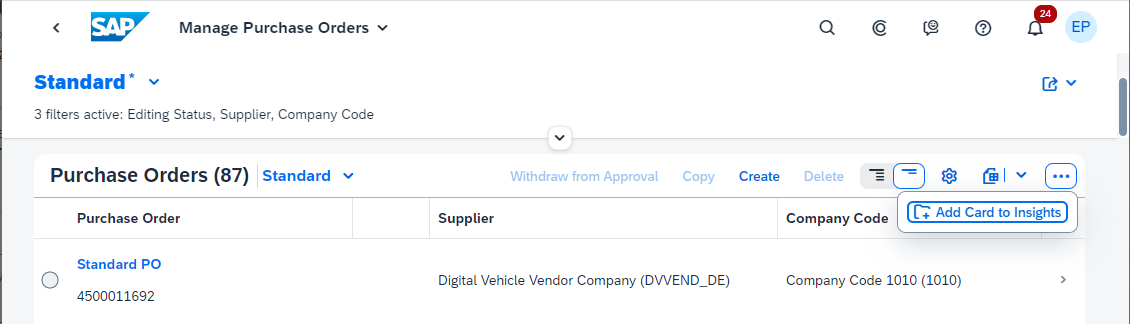 SAP Manage Purchase Orders 24 EP
Standard*
3 filters active: Editing Status, Supplier, Company Code
Purchase Orders (87) Standard Withdraw from Approval Copy Create Delete
Add Card to Insights
Purchase Order Supplier Company Code
Standard PO
4500011692 Digital Vehicle Vendor Company (DVVEND_DE) Company Code 1010 (1010)